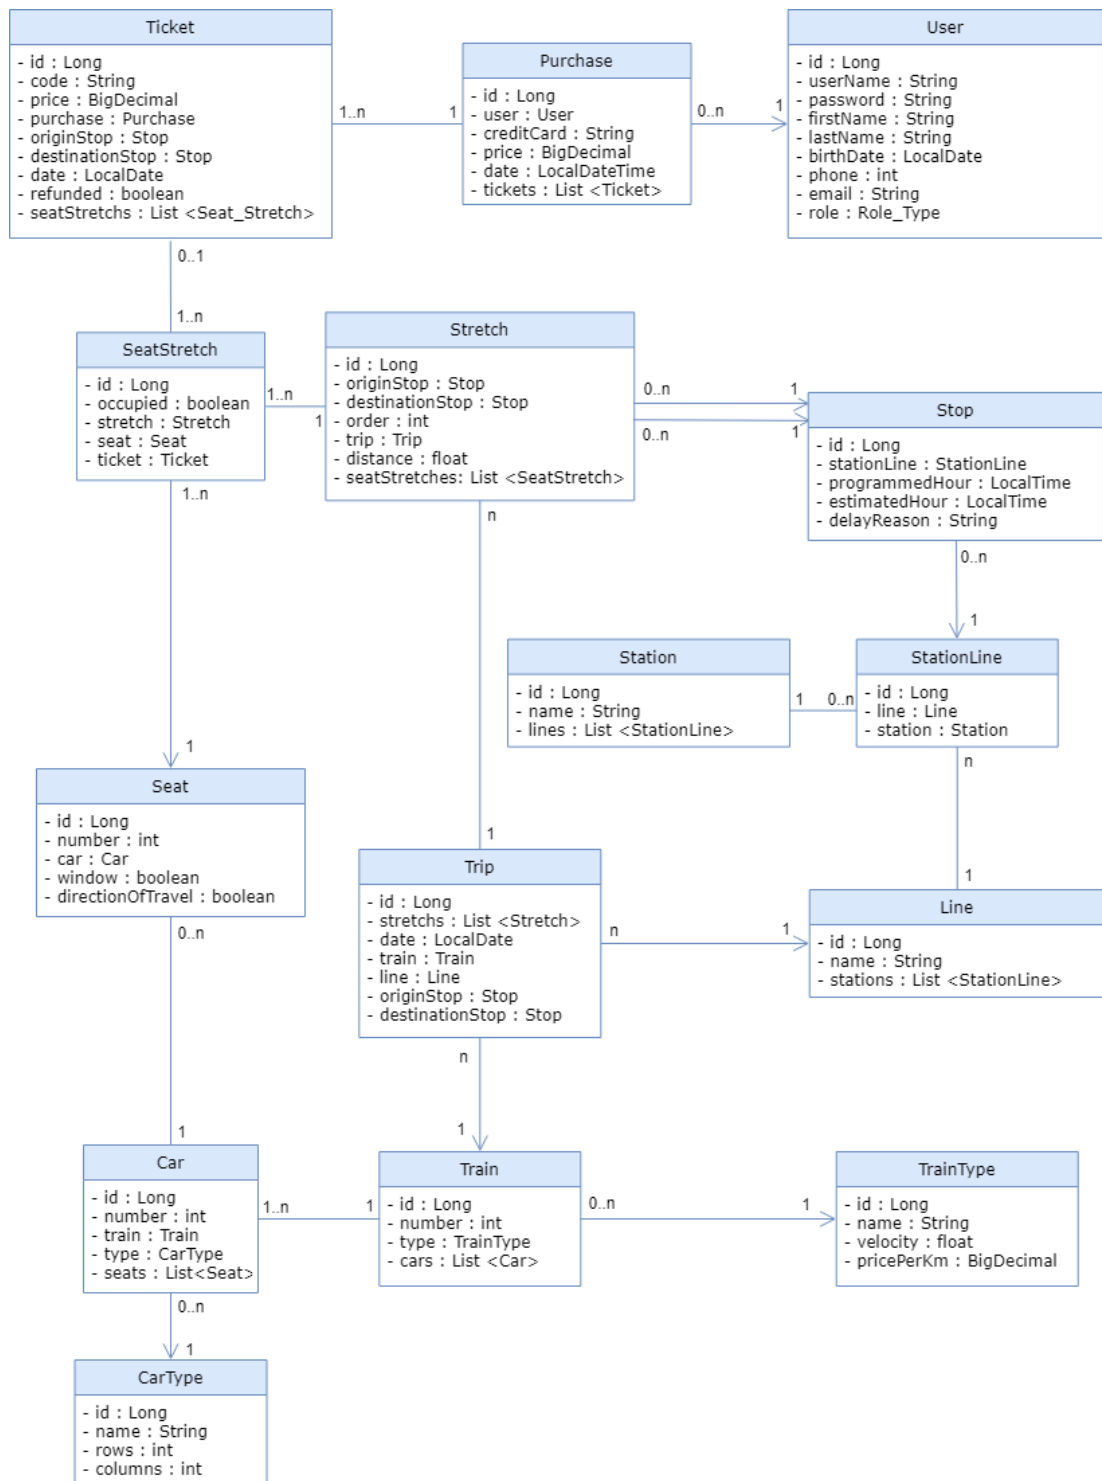 Ticket
- id : Long
- code : String
- price : BigDecimal
- purchase : Purchase
- originStop : Stop
- destinationStop : Stop
- date : LocalDate
- refunded : boolean
- seatStretchs : List <Seat_Stretch>
1..n
1
Purchase
- id : Long
- user : User
- creditCard : String
- price : BigDecimal
- date : LocalDateTime
- tickets : List <Ticket>
0..n
1
User
- id : Long
- userName : String
- password : String
- firstName : String
- lastName : String
- birthDate : LocalDate
- phone : int
- email : String
- role : Role_Type
0..1
1..n
SeatStretch
- id : Long
- occupied : boolean
- stretch : Stretch
- seat : Seat
- ticket : Ticket
1..n
1
Stretch
- id : Long
- originStop : Stop
- destinationStop : Stop
- order : int
- trip : Trip
- distance : float
- seatStretches: List <SeatStretch>
0..n
1
0..n
1
Stop
- id : Long
- stationLine : StationLine
- programmedHour : LocalTime
- estimatedHour : LocalTime
- delayReason : String
1..n
n
0..n
1
Station
- id : Long
- name : String
- lines : List <StationLine>
1
0..n
StationLine
- id : Long
- line : Line
- station : Station
n
1
1
1
Seat
- id : Long
- number : int
- car : Car
- window : boolean
- directionOfTravel : boolean
Trip
- id : Long
- stretchs : List <Stretch>
- date : LocalDate
- train : Train
- line : Line
- originStop : Stop
- destinationStop : Stop
n
1
Line
- id : Long
- name : String
- stations : List <StationLine>
0..n
n
1
1
Car
- id : Long
- number : int
- train : Train
- type : CarType
- seats : List<Seat>
1..n
1
Train
- id : Long
- number : int
- type : TrainType
- cars : List <Car>
0..n
1
TrainType
- id : Long
- name : String
- velocity : float
- pricePerKm : BigDecimal
0..n
1
CarType
- id : Long
- name : String
- rows : int
- columns : int